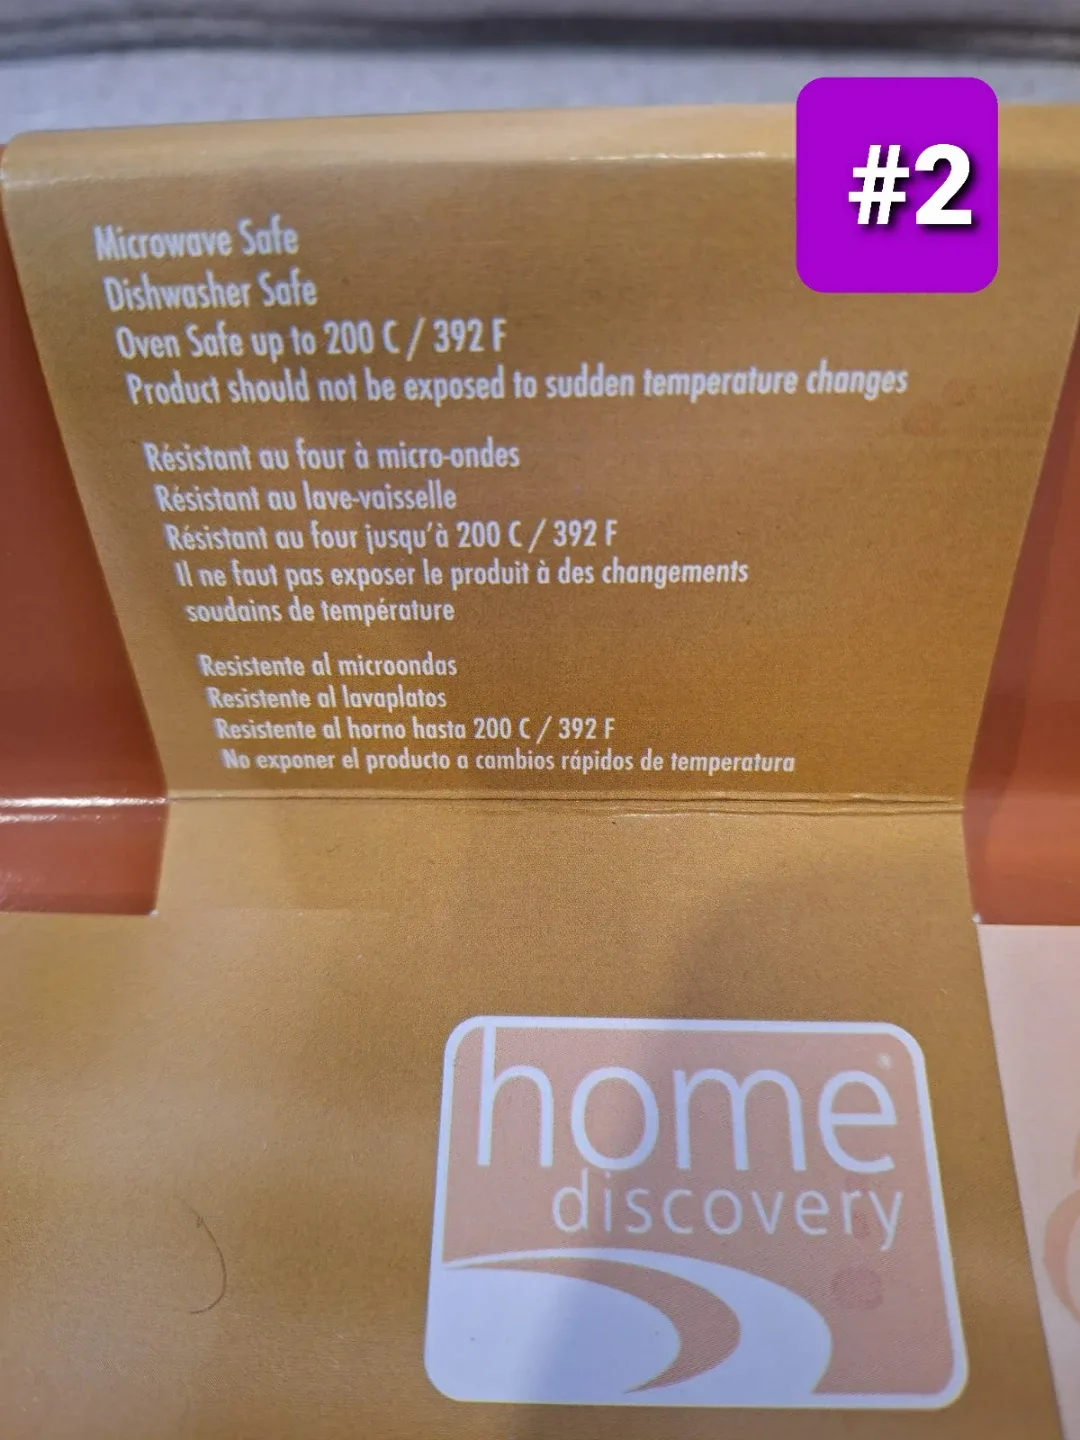 #2
Microwave Safe
Dishwasher Safe
Oven Safe up to 200 C / 392 F
Product should not be exposed to sudden temperature changes
Résistant au four à micro-ondes
Résistant au lave-vaisselle
Résistant au four jusqu'à 200 C / 392 F
Il ne faut pas exposer le produit à des changements
soudains de température
Resistente al microondas
Resistente al lavaplatos
Resistente al horno hasta 200 C / 392 F
No exponer el producto a cambios rápidos de temperatura
home
discovery